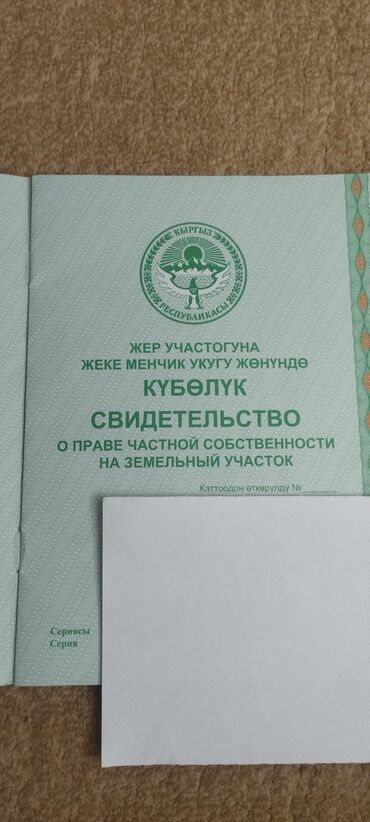 КЫРГЫЗ
РЕСПУБЛИКАСЫ
ЖЕР УЧАСТОГУНА
ЖЕКЕ МЕНЧИК УКУГУ ЖӨНҮНДӨ
КҮБӨЛҮК
СВИДЕТЕЛЬСТВО
О ПРАВЕ ЧАСТНОЙ СОБСТВЕННОСТИ
НА ЗЕМЕЛЬНЫЙ УЧАСТОК
Каттоодон өткөрүлдү №
Сериясы
Серия